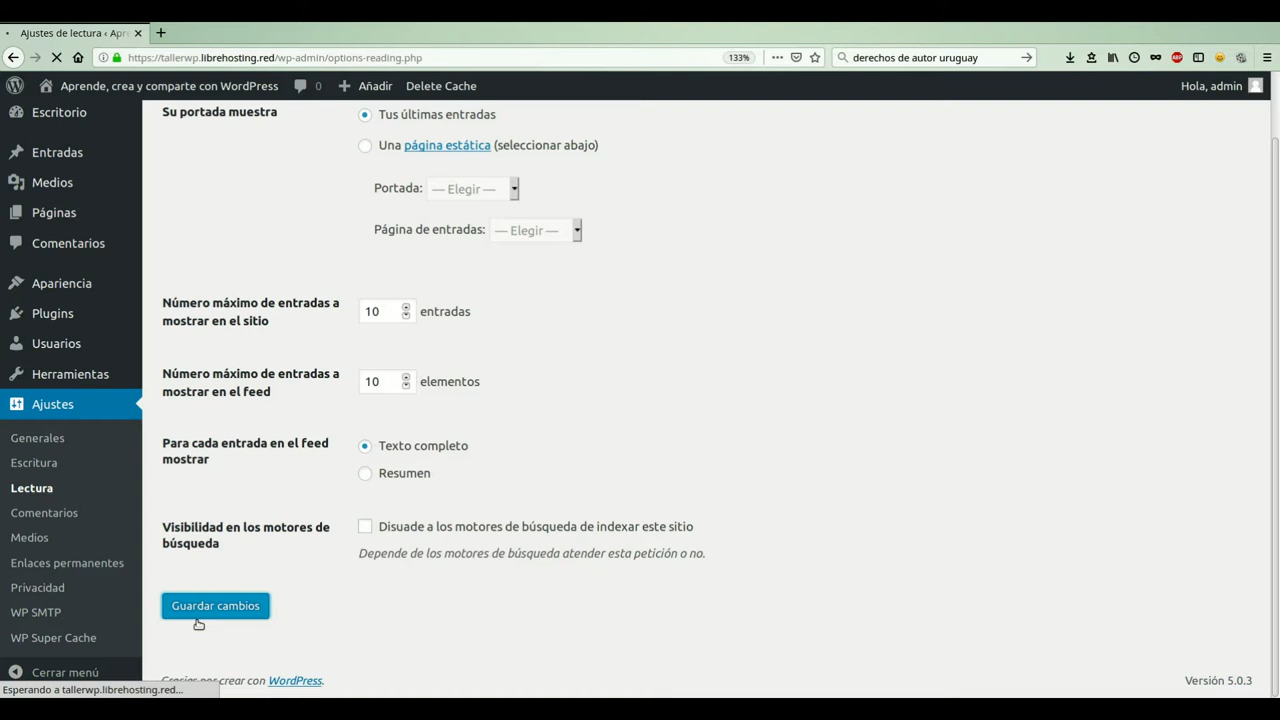 Ajustes de lectura ‹ Apre
https://tallerwp.librehosting.red/wp-admin/options-reading.php
133%
derechos de autor uruguay
Aprende, crea y comparte con WordPress
0
Añadir
Delete Cache
Hola, admin
Escritorio
Entradas
Medios
Páginas
Comentarios
Apariencia
Plugins
Usuarios
Herramientas
Ajustes
Generales
Escritura
Lectura
Comentarios
Medios
Enlaces permanentes
Privacidad
WP SMTP
WP Super Cache
Cerrar menú
Su portada muestra
Tus últimas entradas
Una página estática (seleccionar abajo)
Portada: — Elegir —
Página de entradas: — Elegir —
Número máximo de entradas a
mostrar en el sitio
10 entradas
Número máximo de entradas a
mostrar en el feed
10 elementos
Para cada entrada en el feed
mostrar
Texto completo
Resumen
Visibilidad en los motores de
búsqueda
Disuade a los motores de búsqueda de indexar este sitio
Depende de los motores de búsqueda atender esta petición o no.
Guardar cambios
Gracias por crear con WordPress.
Versión 5.0.3
Esperando a tallerwp.librehosting.red...